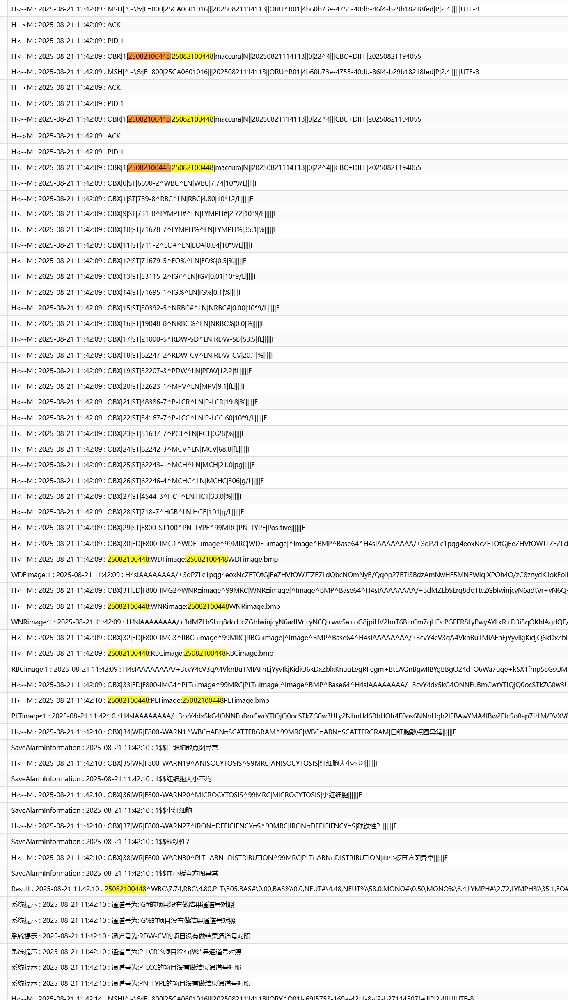 H<--M : 2025-08-21 11:42:09 : MSH|^~\&|F□800|25CA0601016|||20250821114113||ORU^R01|4b60b73e-4755-40db-86f4-b29b18218fed|P|2.4||||||UTF-8
H-->M : 2025-08-21 11:42:09 : ACK
H<--M : 2025-08-21 11:42:09 : PID|1
H<--M : 2025-08-21 11:42:09 : OBR|1|25082100448|25082100448|maccura|N||20250821114113||0|22^4|||CBC+DIFF|20250821194055
H<--M : 2025-08-21 11:42:09 : MSH|^~\&|F□800|25CA0601016|||20250821114113||ORU^R01|4b60b73e-4755-40db-86f4-b29b18218fed|P|2.4||||||UTF-8
H-->M : 2025-08-21 11:42:09 : ACK
H<--M : 2025-08-21 11:42:09 : PID|1
H<--M : 2025-08-21 11:42:09 : OBR|1|25082100448|25082100448|maccura|N||20250821114113||0|22^4|||CBC+DIFF|20250821194055
H-->M : 2025-08-21 11:42:09 : ACK
H<--M : 2025-08-21 11:42:09 : PID|1
H<--M : 2025-08-21 11:42:09 : OBR|1|25082100448|25082100448|maccura|N||20250821114113||0|22^4|||CBC+DIFF|20250821194055
H<--M : 2025-08-21 11:42:09 : OBX|0|ST|6690-2^WBC^LN|WBC|7.74|10*9/L|||||F
H<--M : 2025-08-21 11:42:09 : OBX|1|ST|789-8^RBC^LN|RBC|4.80|10*12/L|||||F
H<--M : 2025-08-21 11:42:09 : OBX|9|ST|731-0^LYMPH#^LN|LYMPH#|2.72|10*9/L|||||F
H<--M : 2025-08-21 11:42:09 : OBX|10|ST|71678-7^LYMPH%^LN|LYMPH%|35.1|%|||||F
H<--M : 2025-08-21 11:42:09 : OBX|11|ST|711-2^EO#^LN|EO#|0.04|10*9/L|||||F
H<--M : 2025-08-21 11:42:09 : OBX|12|ST|71679-5^EO%^LN|EO%|0.5|%|||||F
H<--M : 2025-08-21 11:42:09 : OBX|13|ST|53115-2^IG#^LN|IG#|0.01|10*9/L|||||F
H<--M : 2025-08-21 11:42:09 : OBX|14|ST|71695-1^IG%^LN|IG%|0.1|%|||||F
H<--M : 2025-08-21 11:42:09 : OBX|15|ST|30392-5^NRBC#^LN|NRBC#|0.00|10*9/L|||||F
H<--M : 2025-08-21 11:42:09 : OBX|16|ST|19048-8^NRBC%^LN|NRBC%|0.0|%|||||F
H<--M : 2025-08-21 11:42:09 : OBX|17|ST|21000-5^RDW-SD^LN|RDW-SD|53.5|fL|||||F
H<--M : 2025-08-21 11:42:09 : OBX|18|ST|62247-2^RDW-CV^LN|RDW-CV|20.1|%|||||F
H<--M : 2025-08-21 11:42:09 : OBX|19|ST|32207-3^PDW^LN|PDW|12.2|fL|||||F
H<--M : 2025-08-21 11:42:09 : OBX|20|ST|32623-1^MPV^LN|MPV|9.1|fL|||||F
H<--M : 2025-08-21 11:42:09 : OBX|21|ST|48386-7^P-LCR^LN|P-LCR|19.8|%|||||F
H<--M : 2025-08-21 11:42:09 : OBX|22|ST|34167-7^P-LCC^LN|P-LCC|60|10*9/L|||||F
H<--M : 2025-08-21 11:42:09 : OBX|23|ST|51637-7^PCT^LN|PCT|0.28|%|||||F
H<--M : 2025-08-21 11:42:09 : OBX|24|ST|62242-3^MCV^LN|MCV|68.8|fL|||||F
H<--M : 2025-08-21 11:42:09 : OBX|25|ST|62243-1^MCH^LN|MCH|21.0|pg|||||F
H<--M : 2025-08-21 11:42:09 : OBX|26|ST|62246-4^MCHC^LN|MCHC|306|g/L|||||F
H<--M : 2025-08-21 11:42:09 : OBX|27|ST|4544-3^HCT^LN|HCT|33.0|%|||||F
H<--M : 2025-08-21 11:42:09 : OBX|28|ST|718-7^HGB^LN|HGB|101|g/L|||||F
H<--M : 2025-08-21 11:42:09 : OBX|29|ST|F800-ST100^PN-TYPE^99MRC|PN-TYPE|Positive||||||F
H<--M : 2025-08-21 11:42:09 : OBX|30|ED|F800-IMG1^WDF□image^99MRC|WDF□image|^Image^BMP^Base64^H4sIAAAAAAAA/+3dPZLc1pqg4eoxNcZETOtGjEeZHVfOWJTZEZLd
H<--M : 2025-08-21 11:42:09 : 25082100448:WDFimage:25082100448WDFimage.bmp
WDFimage:1 : 2025-08-21 11:42:09 : H4sIAAAAAAAA/+3dPZLc1pqg4eoxNcZETOtGjEeZHVfOWJTZEZLdQbcNOmNyB/Qqop27BTl3BdzAmNwHF5MNEWIqiXPOh4O/zC8znydKiiokEolE
H<--M : 2025-08-21 11:42:09 : OBX|31|ED|F800-IMG2^WNR□image^99MRC|WNR□image|^Image^BMP^Base64^H4sIAAAAAAAA/+3dMZLbSLrg8do1tcZGbIwinjcyN6adtVr+yN6Q+
H<--M : 2025-08-21 11:42:09 : 25082100448:WNRimage:25082100448WNRimage.bmp
WNRimage:1 : 2025-08-21 11:42:09 : H4sIAAAAAAAA/+3dMZLbSLrg8do1tcZGbIwinjcyN6adtVr+yN6Q+ww5a+oG8jpiHV2hnT6BLrCm7qHDcPGEER8LyPwyAYLkR+D3i5qOKhIAgdQE/
H<--M : 2025-08-21 11:42:09 : OBX|32|ED|F800-IMG3^RBC□image^99MRC|RBC□image|^Image^BMP^Base64^H4sIAAAAAAAA/+3cvY4cV3qA4VknBuTMIAFnEjYyvIkjKidjQ6kDxZbl
H<--M : 2025-08-21 11:42:09 : 25082100448:RBCimage:25082100448RBCimage.bmp
RBCimage:1 : 2025-08-21 11:42:09 : H4sIAAAAAAAA/+3cvY4cV3qA4VknBuTMIAFnEjYyvIkjKidjQ6kDxZblxKnugLegRFegm+BtLAQnBgwIIBYgBBgO24dTO6Wa7uqe+k5X1fmp58GsQM
H<--M : 2025-08-21 11:42:09 : OBX|33|ED|F800-IMG4^PLT□image^99MRC|PLT□image|^Image^BMP^Base64^H4sIAAAAAAAA/+3cvY4dx5kG4ONNFuBmCwrYTIQjQ0ocSTkZG0w3U
H<--M : 2025-08-21 11:42:10 : 25082100448:PLTimage:25082100448PLTimage.bmp
PLTimage:1 : 2025-08-21 11:42:10 : H4sIAAAAAAAA/+3cvY4dx5kG4ONNFuBmCwrYTIQjQ0ocSTkZG0w3ULy2NtmUd6BbUOIr4E0os6NNnHgh2IEBAwYMA4IBw2Ftc5o8ap7frtM/9VXV8
H<--M : 2025-08-21 11:42:10 : OBX|34|WR|F800-WARN1^WBC□ABN□SCATTERGRAM^99MRC|WBC□ABN□SCATTERGRAM|白细胞散点图异常||||||F
SaveAlarmInformation : 2025-08-21 11:42:10 : 1$$白细胞散点图异常
H<--M : 2025-08-21 11:42:10 : OBX|35|WR|F800-WARN19^ANISOCYTOSIS^99MRC|ANISOCYTOSIS|红细胞大小不均||||||F
SaveAlarmInformation : 2025-08-21 11:42:10 : 1$$红细胞大小不均
H<--M : 2025-08-21 11:42:10 : OBX|36|WR|F800-WARN20^MICROCYTOSIS^99MRC|MICROCYTOSIS|小红细胞||||||F
SaveAlarmInformation : 2025-08-21 11:42:10 : 1$$小红细胞
H<--M : 2025-08-21 11:42:10 : OBX|37|WR|F800-WARN27^IRON□DEFICIENCY□S^99MRC|IRON□DEFICIENCY□S|缺铁性？||||||F
SaveAlarmInformation : 2025-08-21 11:42:10 : 1$$缺铁性?
H<--M : 2025-08-21 11:42:10 : OBX|38|WR|F800-WARN30^PLT□ABN□DISTRIBUTION^99MRC|PLT□ABN□DISTRIBUTION|血小板直方图异常||||||F
SaveAlarmInformation : 2025-08-21 11:42:10 : 1$$血小板直方图异常
Result : 2025-08-21 11:42:10 : 25082100448^WBC\7.74,RBC\4.80,PLT\305,BAS#\0.00,BAS%\0.0,NEUT#\4.48,NEUT%\58.0,MONO#\0.50,MONO%\6.4,LYMPH#\2.72,LYMPH%\35.1,EO#
系统提示 : 2025-08-21 11:42:10 : 通道号为:IG#的项目没有做结果通道号对照
系统提示 : 2025-08-21 11:42:10 : 通道号为:IG%的项目没有做结果通道号对照
系统提示 : 2025-08-21 11:42:10 : 通道号为:RDW-CV的项目没有做结果通道号对照
系统提示 : 2025-08-21 11:42:10 : 通道号为:P-LCR的项目没有做结果通道号对照
系统提示 : 2025-08-21 11:42:10 : 通道号为:P-LCC的项目没有做结果通道号对照
系统提示 : 2025-08-21 11:42:10 : 通道号为:PN-TYPE的项目没有做结果通道号对照
H<--M : 2025-08-21 11:42:14 : MSH|^~\&|F□800|25CA0601016|||20250821114118||QRY^Q01|a69f5753-169a-42f1-8af2-b27114507fed|P|2.4||||||UTF-8